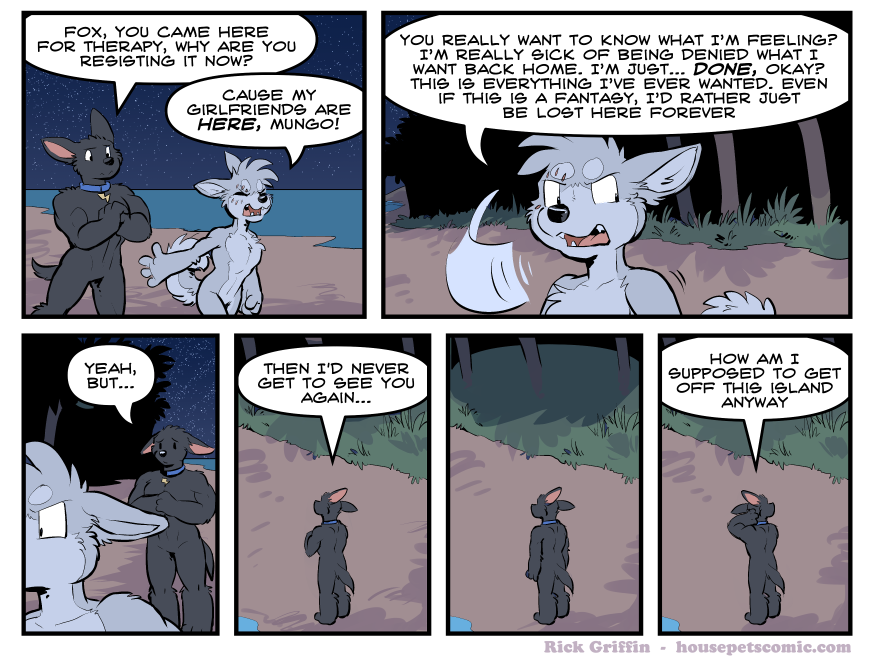 FOX, YOU CAME HERE
FOR THERAPY, WHY ARE YOU
RESISTING IT NOW?
CAUSE MY
GIRLFRIENDS ARE
HERE, MUNGO!
YOU REALLY WANT TO KNOW WHAT I'M FEELING?
I'M REALLY SICK OF BEING DENIED WHAT I
WANT BACK HOME. I'M JUST... DONE, OKAY?
THIS IS EVERYTHING I'VE EVER WANTED. EVEN
IF THIS IS A FANTASY, I'D RATHER JUST
BE LOST HERE FOREVER
YEAH,
BUT...
THEN I'D NEVER
GET TO SEE YOU
AGAIN...
HOW AM I
SUPPOSED TO GET
OFF THIS ISLAND
ANYWAY
Rick Griffin - housepetscomic.com